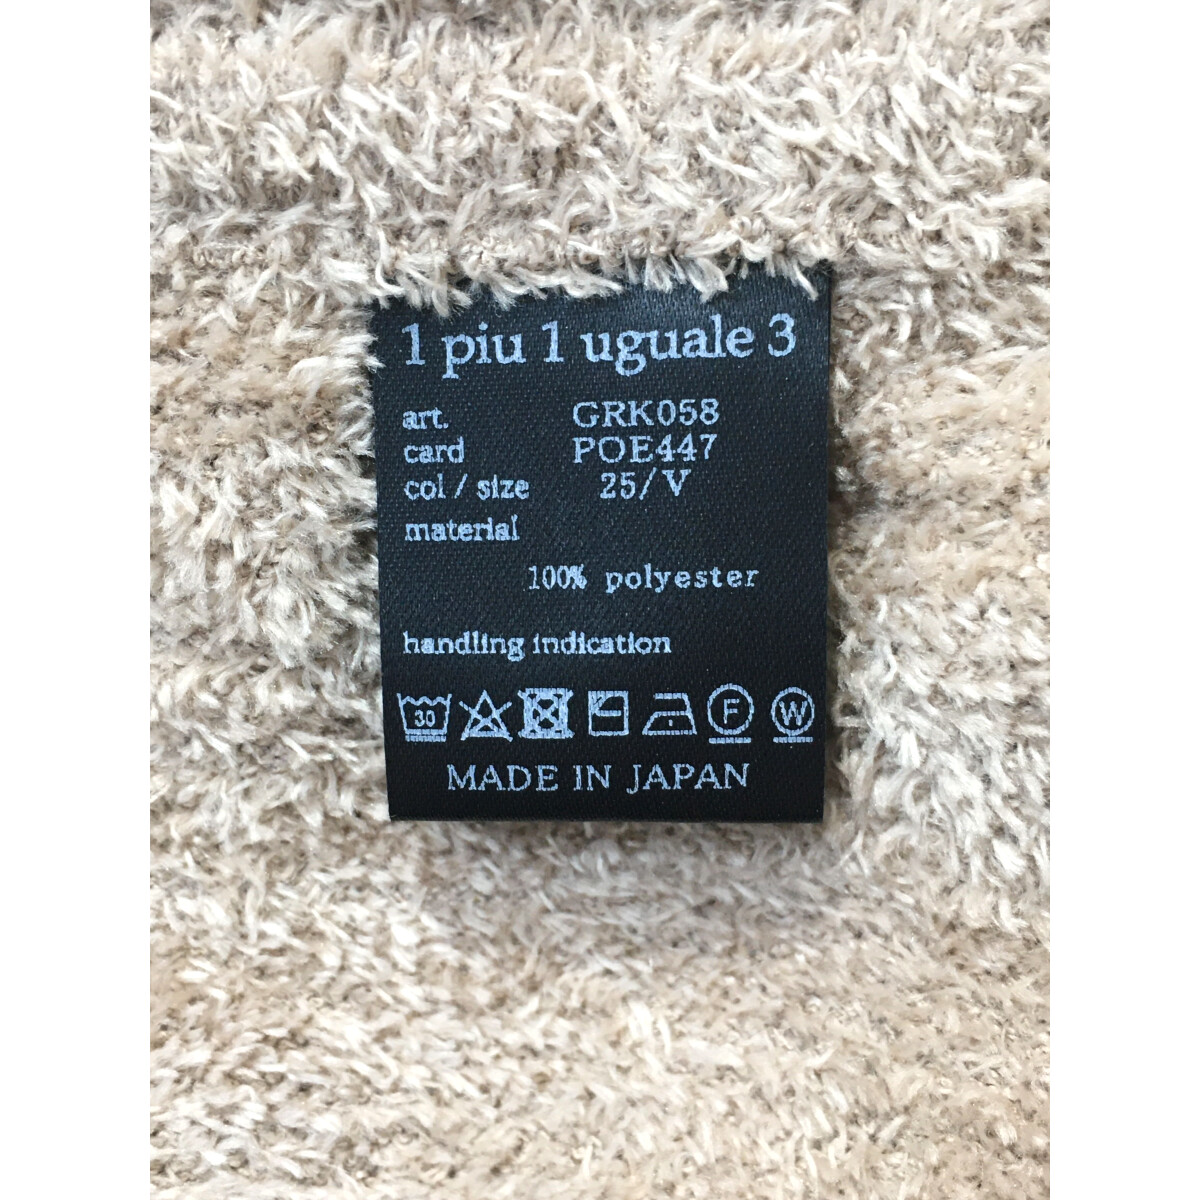 1 piu 1 uguale 3
art. GRK058
card POE447
col / size 25/V
material
100% polyester
handling indication
30 F W
MADE IN JAPAN